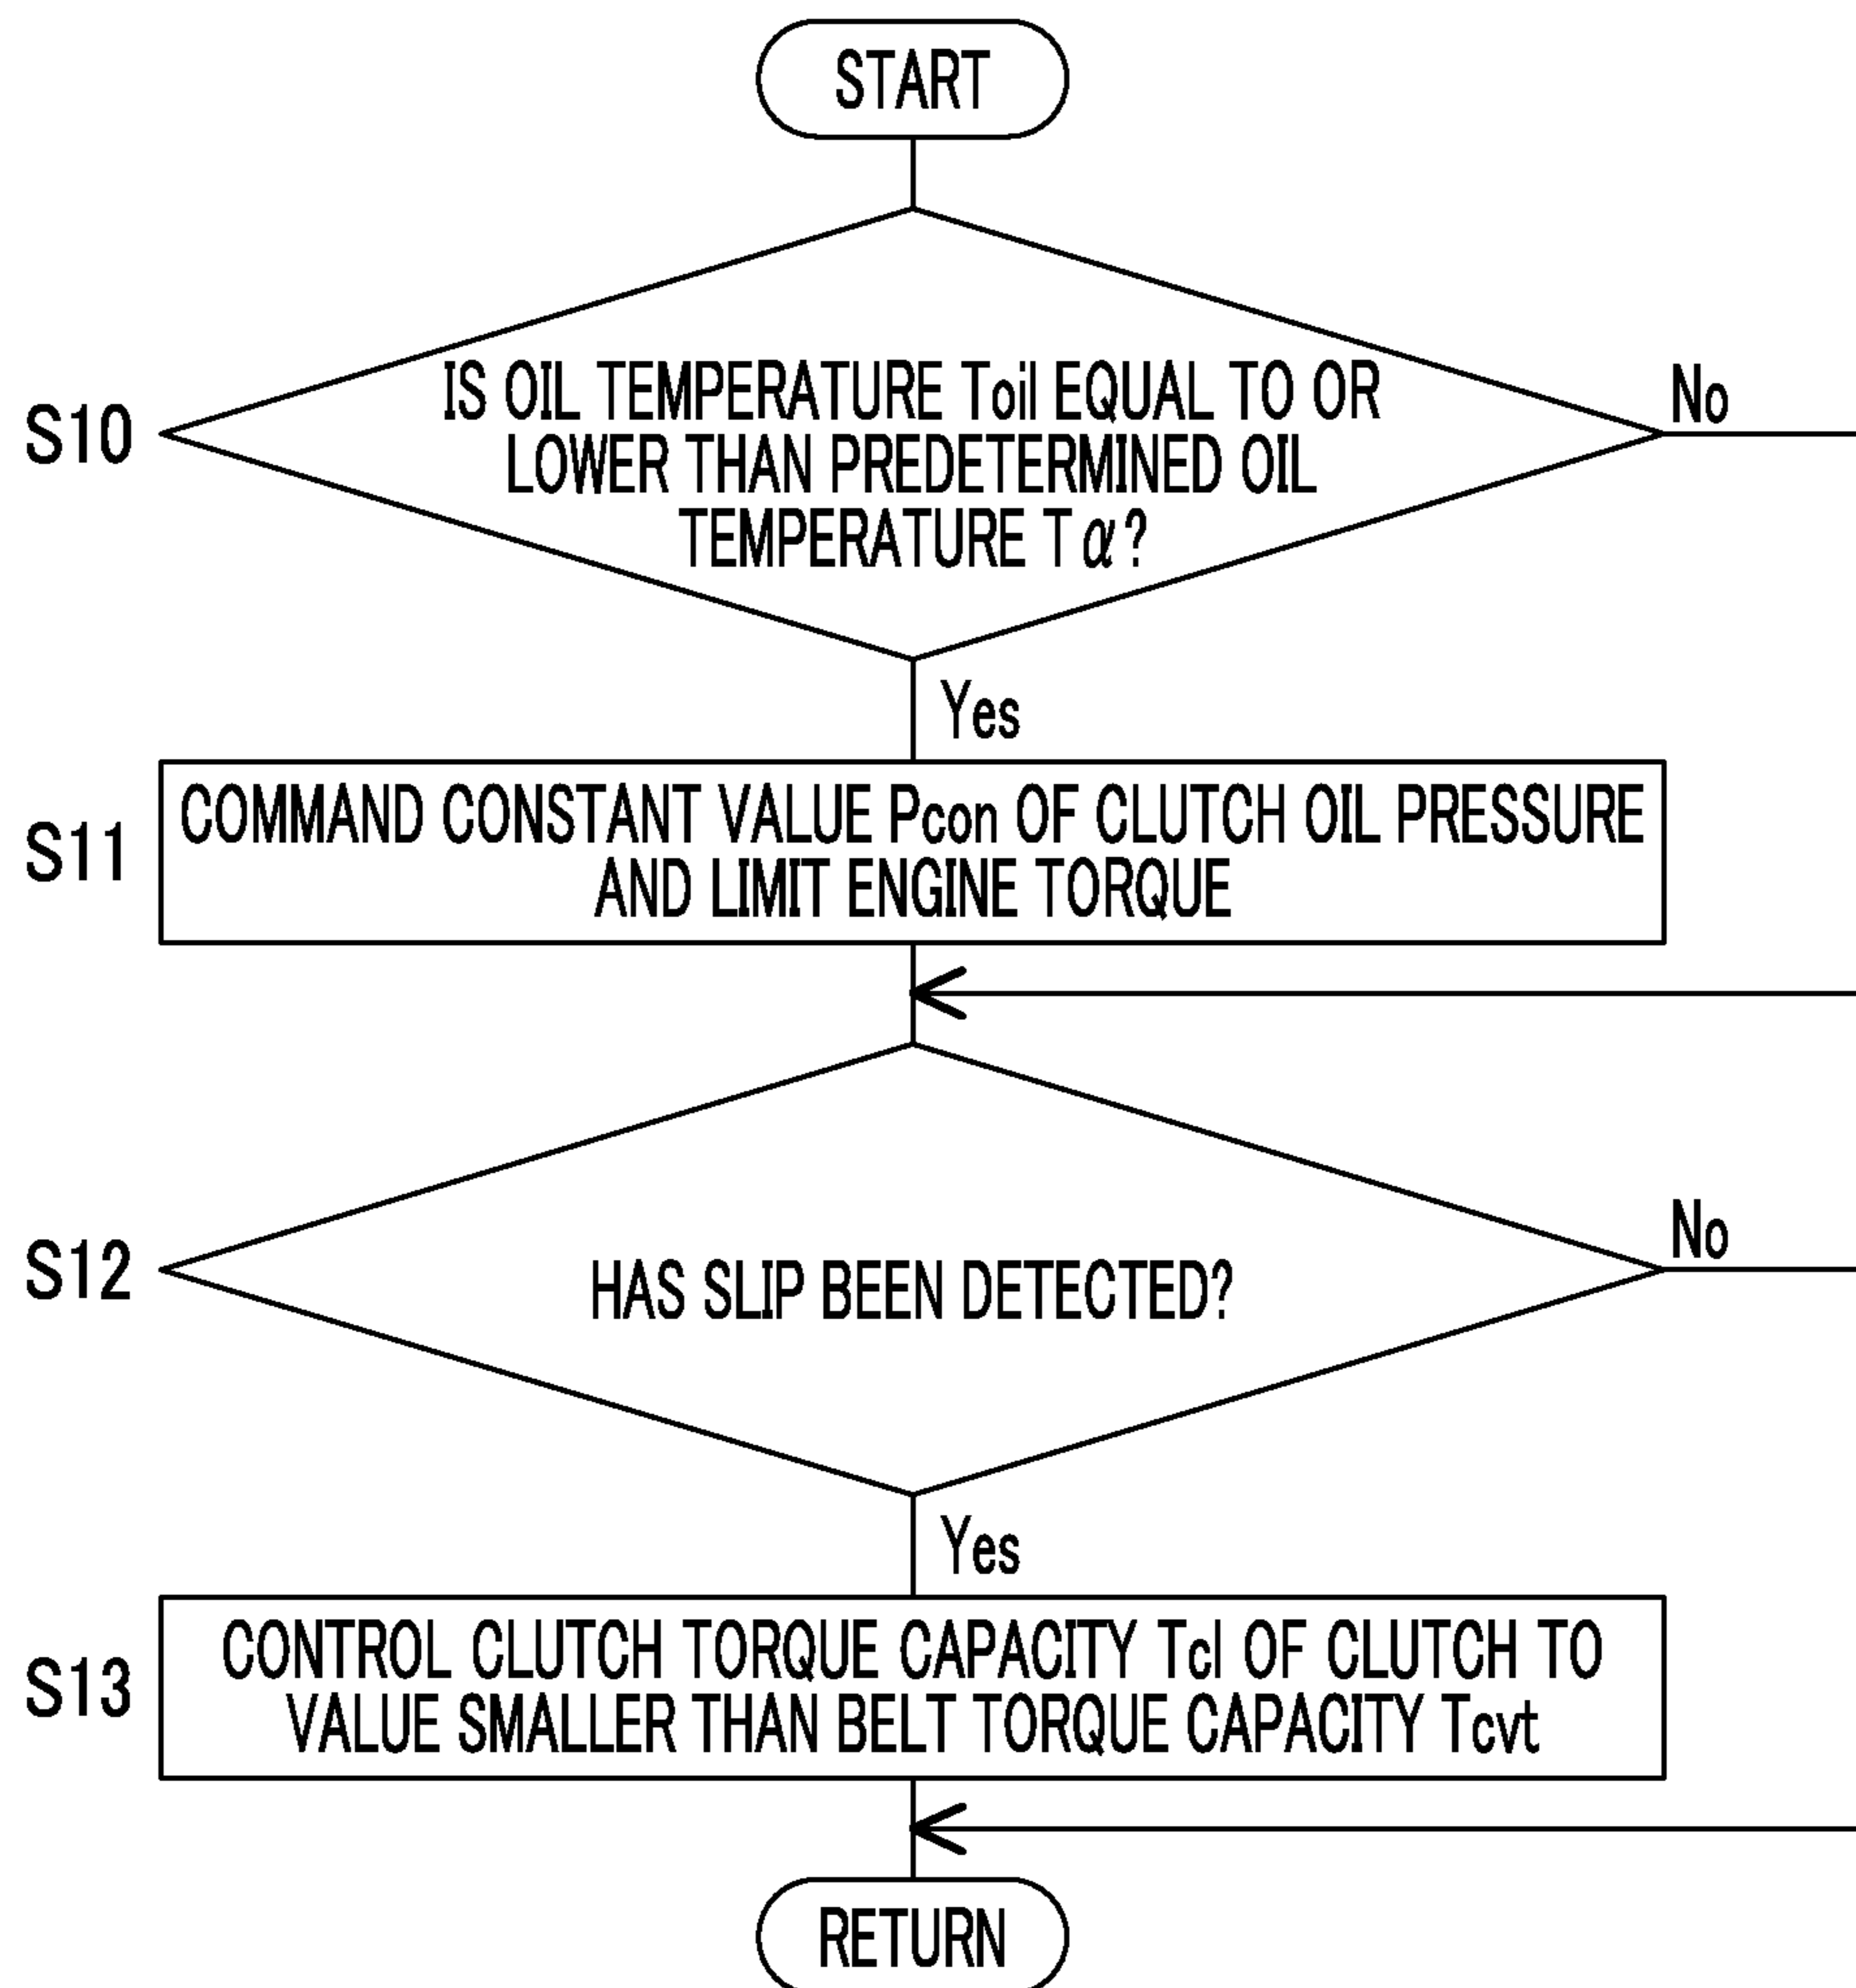 START
S10
IS OIL TEMPERATURE Toil EQUAL TO OR
LOWER THAN PREDETERMINED OIL
TEMPERATURE Tα?
No
Yes
S11
COMMAND CONSTANT VALUE Pcon OF CLUTCH OIL PRESSURE
AND LIMIT ENGINE TORQUE
S12
HAS SLIP BEEN DETECTED?
No
Yes
S13
CONTROL CLUTCH TORQUE CAPACITY Tcl OF CLUTCH TO
VALUE SMALLER THAN BELT TORQUE CAPACITY Tcvt
RETURN